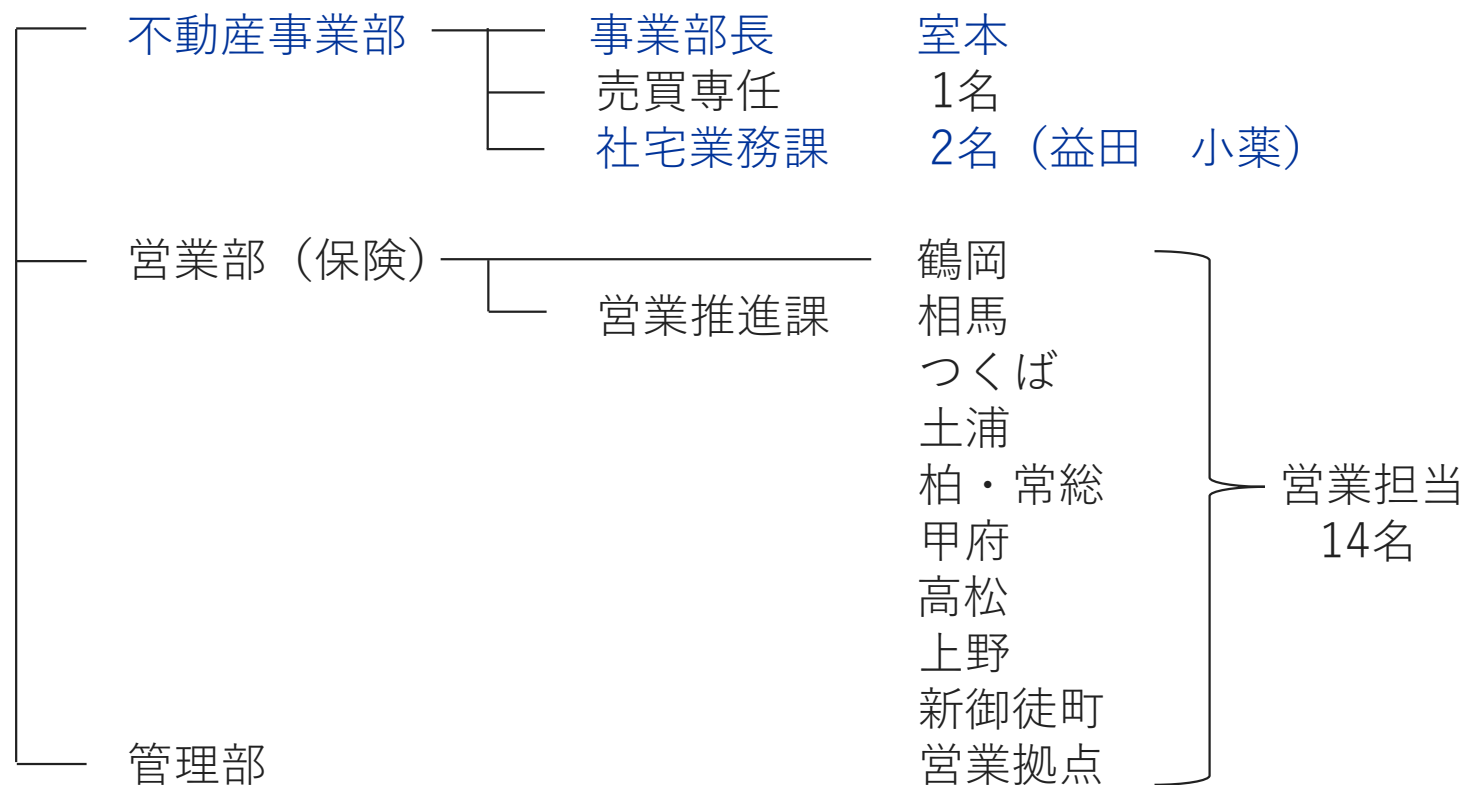 不動産事業部 事業部長 室本
売買専任 1名
社宅業務課 2名（益田　小薬）
営業部（保険） 鶴岡
営業推進課 相馬
つくば
土浦
柏・常総 営業担当
甲府 14名
高松
上野
新御徒町
管理部 営業拠点